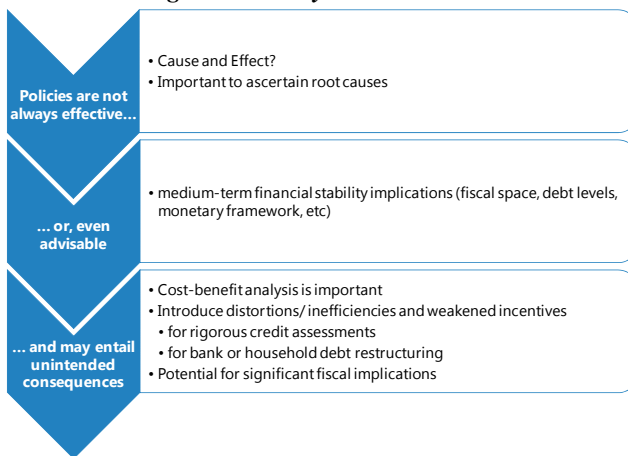 Policies are not
always effective…
• Cause and Effect?
• Important to ascertain root causes
… or, even
advisable
• medium-term financial stability implications (fiscal space, debt levels,
monetary framework, etc)
… and may entail
unintended
consequences
• Cost-benefit analysis is important
• Introduce distortions/ inefficiencies and weakened incentives
• for rigorous credit assessments
• for bank or household debt restructuring
• Potential for significant fiscal implications